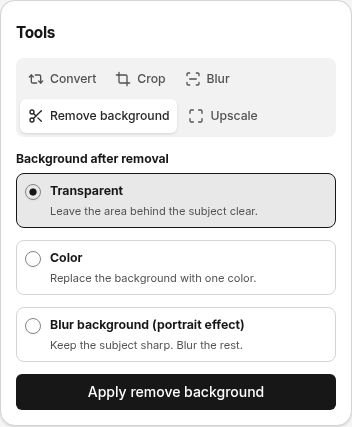 Tools
Convert Crop Blur
Remove background Upscale
Background after removal
Transparent
Leave the area behind the subject clear.
Color
Replace the background with one color.
Blur background (portrait effect)
Keep the subject sharp. Blur the rest.
Apply remove background